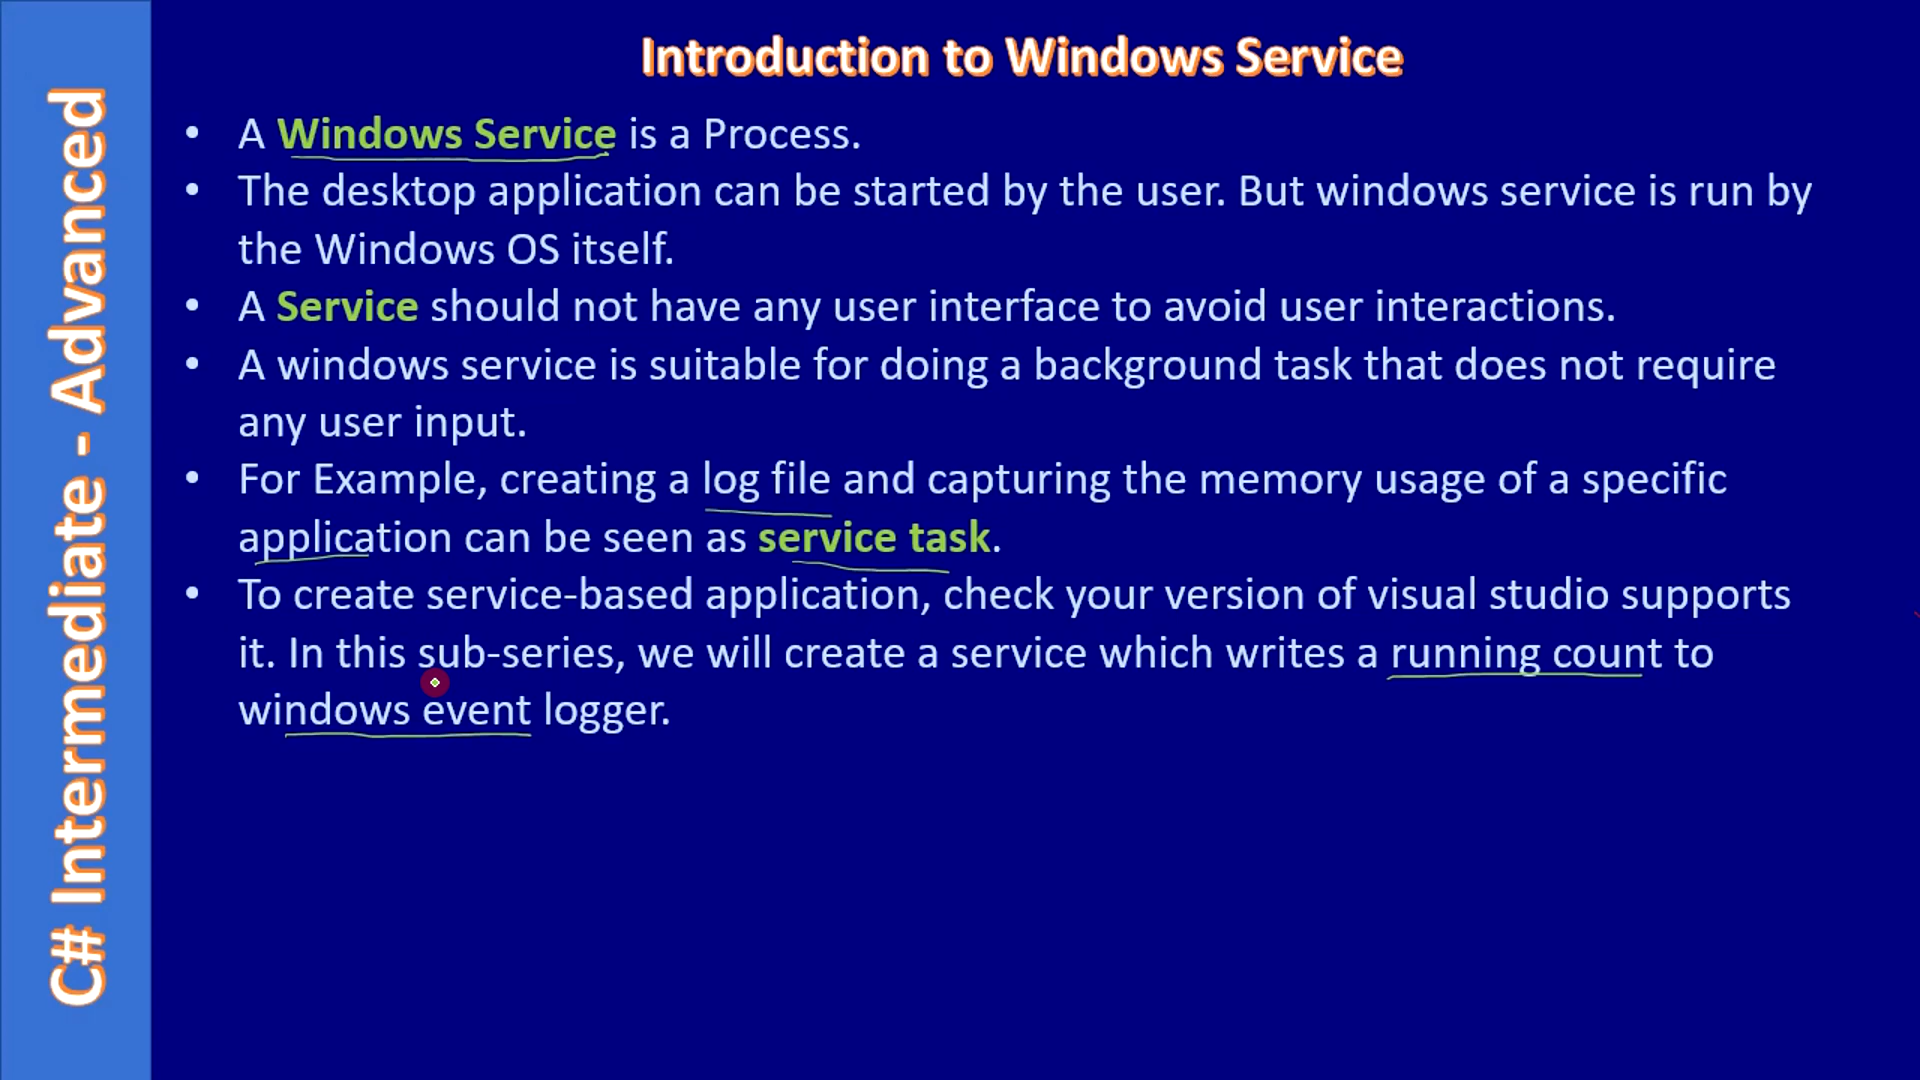 C# Intermediate - Advanced
Introduction to Windows Service
• A Windows Service is a Process.
• The desktop application can be started by the user. But windows service is run by
the Windows OS itself.
• A Service should not have any user interface to avoid user interactions.
• A windows service is suitable for doing a background task that does not require
any user input.
• For Example, creating a log file and capturing the memory usage of a specific
application can be seen as service task.
• To create service-based application, check your version of visual studio supports
it. In this sub-series, we will create a service which writes a running count to
windows event logger.